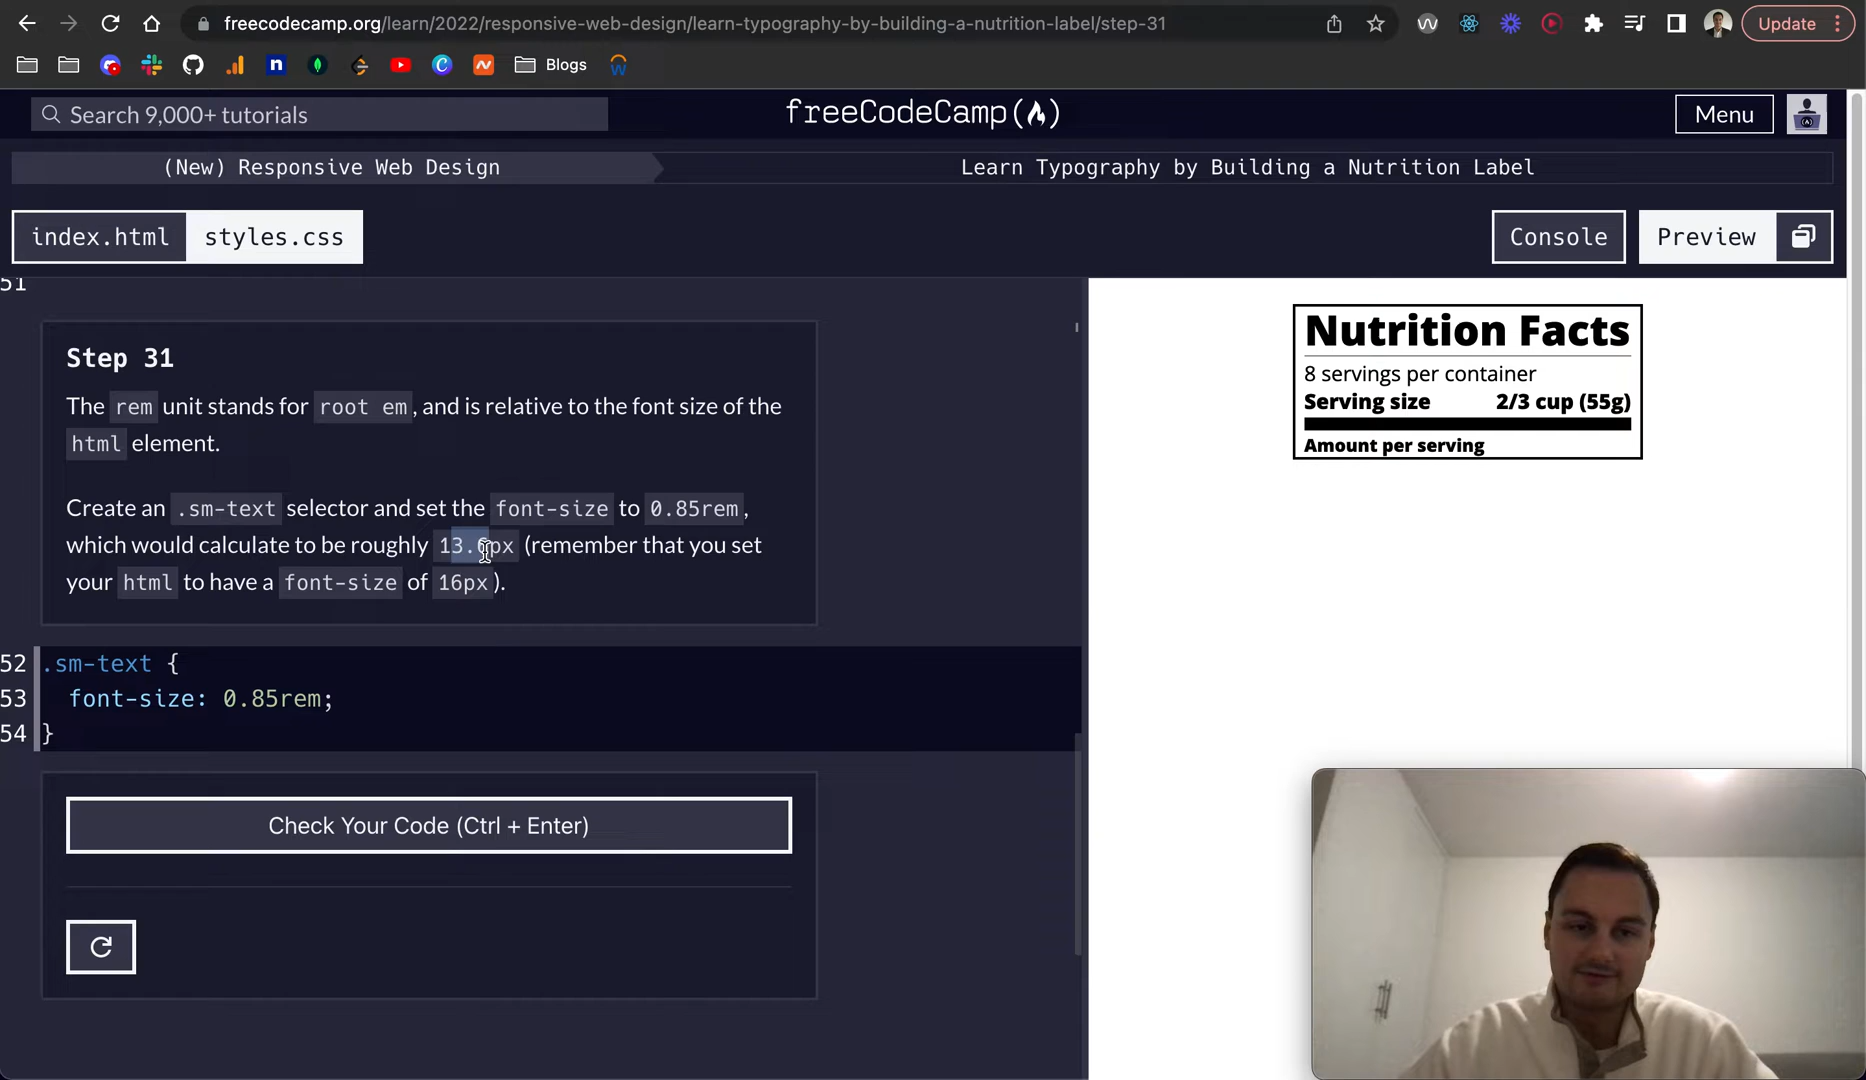 freecodecamp.org/learn/2022/responsive-web-design/learn-typography-by-building-a-nutrition-label/step-31
Update
Blogs
Search 9,000+ tutorials
freeCodeCamp(🔥)
Menu
(New) Responsive Web Design
Learn Typography by Building a Nutrition Label
index.html
styles.css
Console
Preview
51
Step 31
The rem unit stands for root em, and is relative to the font size of the
html element.
Create an .sm-text selector and set the font-size to 0.85rem,
which would calculate to be roughly 13.6px (remember that you set
your html to have a font-size of 16px).
52 .sm-text {
53 font-size: 0.85rem;
54 }
Check Your Code (Ctrl + Enter)
Nutrition Facts
8 servings per container
Serving size 2/3 cup (55g)
Amount per serving